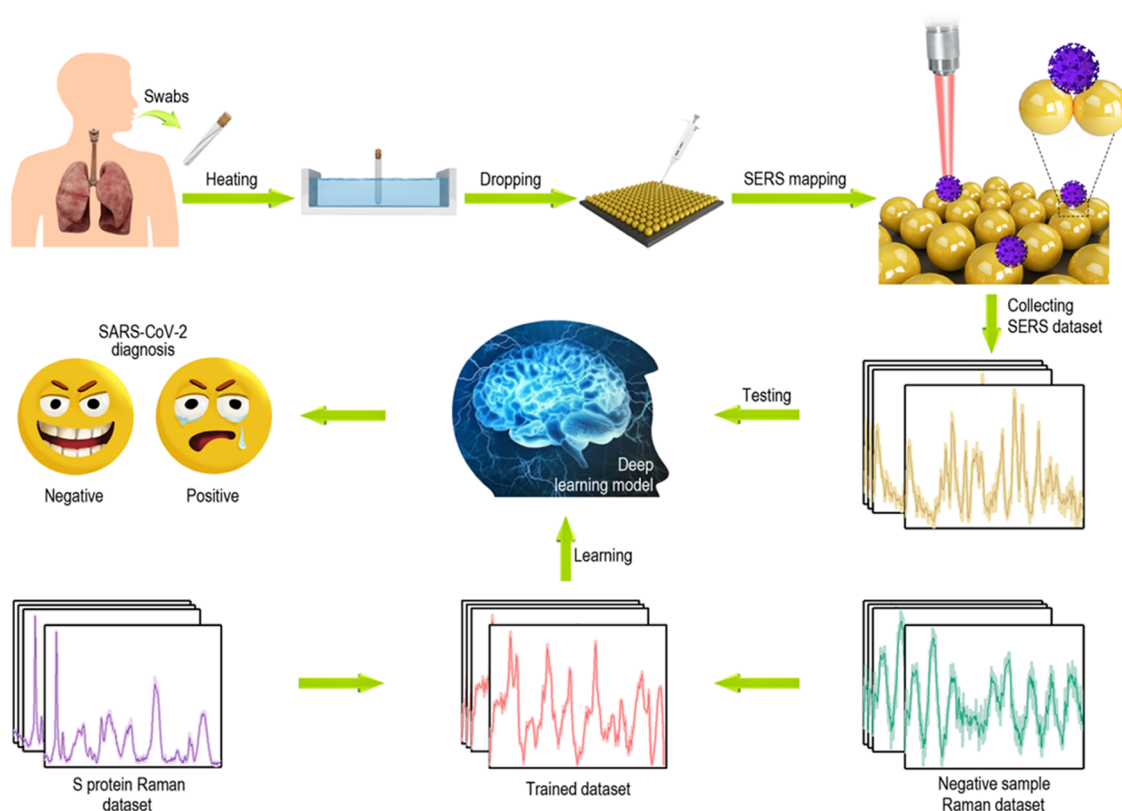 Swabs
Heating
Dropping
SERS mapping
Collecting
SERS dataset
SARS-CoV-2
diagnosis
Testing
Deep
learning model
Negative
Positive
Learning
S protein Raman
dataset
Trained dataset
Negative sample
Raman dataset